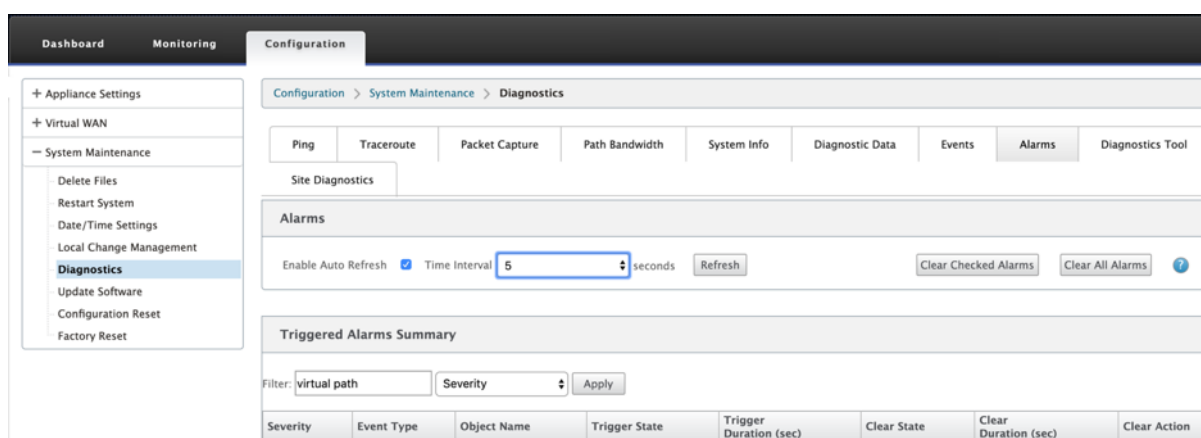 Dashboard Monitoring Configuration
+ Appliance Settings
+ Virtual WAN
− System Maintenance
Delete Files
Restart System
Date/Time Settings
Local Change Management
Diagnostics
Update Software
Configuration Reset
Factory Reset
Configuration > System Maintenance > Diagnostics
Ping Traceroute Packet Capture Path Bandwidth System Info Diagnostic Data Events Alarms Diagnostics Tool
Site Diagnostics
Alarms
Enable Auto Refresh Time Interval 5 seconds Refresh Clear Checked Alarms Clear All Alarms ?
Triggered Alarms Summary
Filter: virtual path Severity Apply
Severity Event Type Object Name Trigger State Trigger Duration (sec) Clear State Clear Duration (sec) Clear Action